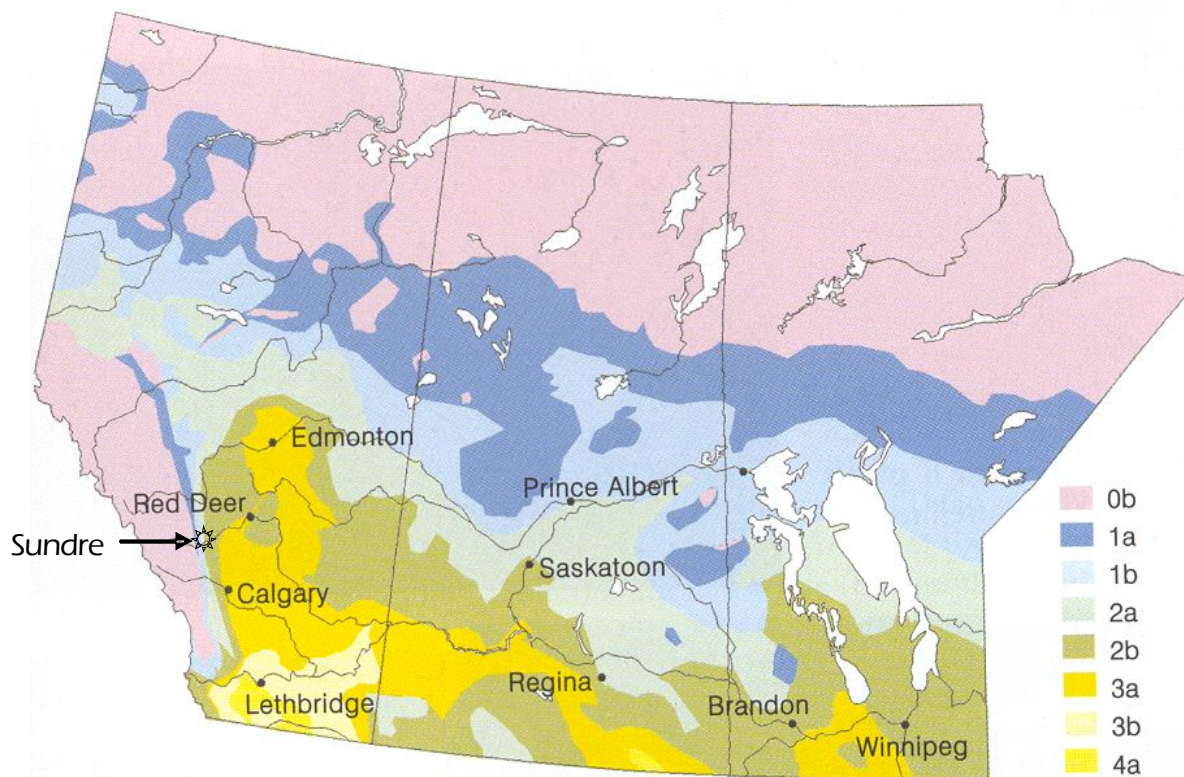 Edmonton
Red Deer
Prince Albert
Sundre
Saskatoon
Calgary
Regina
Lethbridge
Brandon
Winnipeg
0b
1a
1b
2a
2b
3a
3b
4a